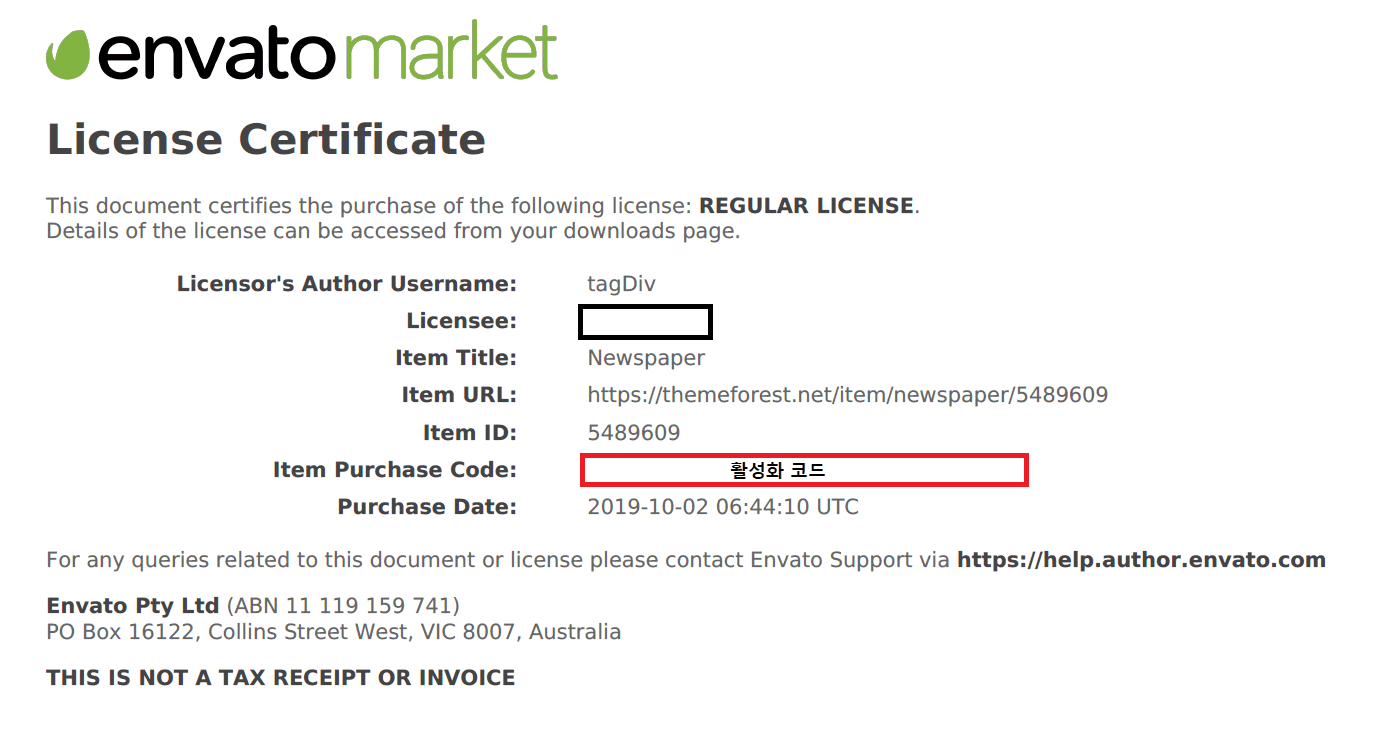 envato market
License Certificate
This document certifies the purchase of the following license: REGULAR LICENSE.
Details of the license can be accessed from your downloads page.
Licensor's Author Username: tagDiv
Licensee:
Item Title: Newspaper
Item URL: https://themeforest.net/item/newspaper/5489609
Item ID: 5489609
Item Purchase Code: 활성화 코드
Purchase Date: 2019-10-02 06:44:10 UTC
For any queries related to this document or license please contact Envato Support via https://help.author.envato.com
Envato Pty Ltd (ABN 11 119 159 741)
PO Box 16122, Collins Street West, VIC 8007, Australia
THIS IS NOT A TAX RECEIPT OR INVOICE